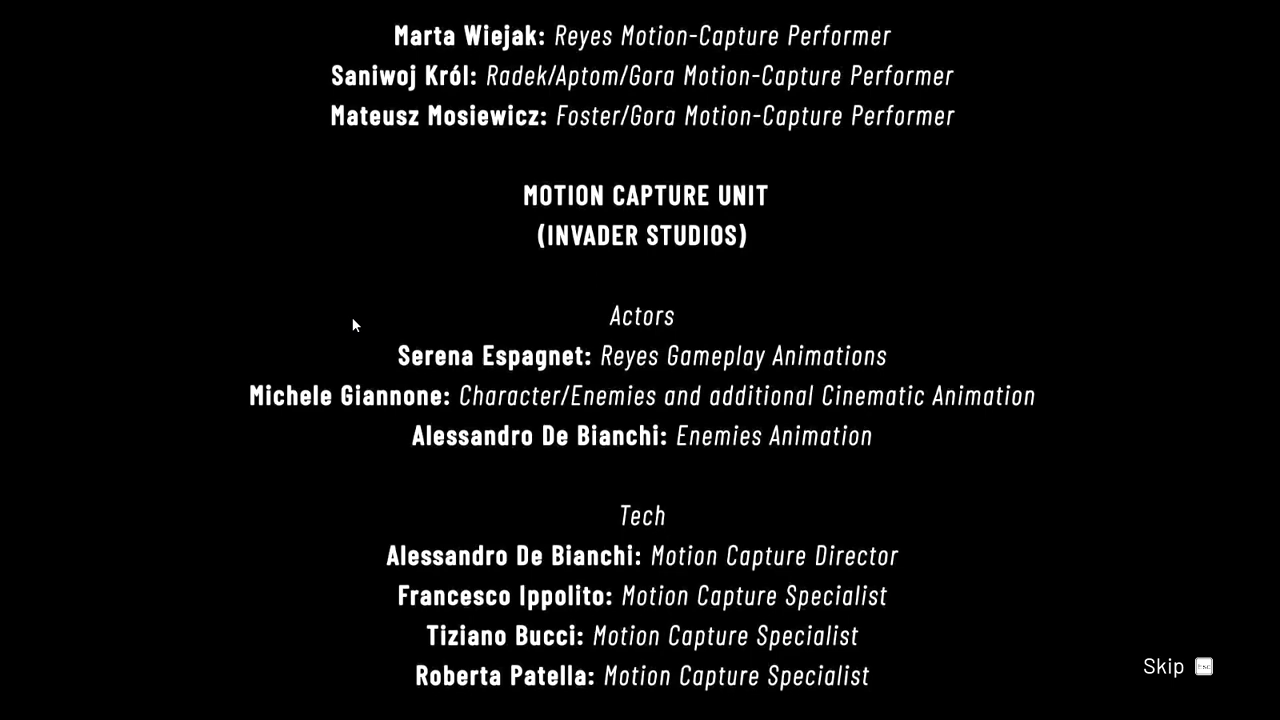 Marta Wiejak: Reyes Motion-Capture Performer
Saniwoj Król: Radek/Aptom/Gora Motion-Capture Performer
Mateusz Mosiewicz: Foster/Gora Motion-Capture Performer
MOTION CAPTURE UNIT
(INVADER STUDIOS)
Actors
Serena Espagnet: Reyes Gameplay Animations
Michele Giannone: Character/Enemies and additional Cinematic Animation
Alessandro De Bianchi: Enemies Animation
Tech
Alessandro De Bianchi: Motion Capture Director
Francesco Ippolito: Motion Capture Specialist
Tiziano Bucci: Motion Capture Specialist
Roberta Patella: Motion Capture Specialist
Skip esc